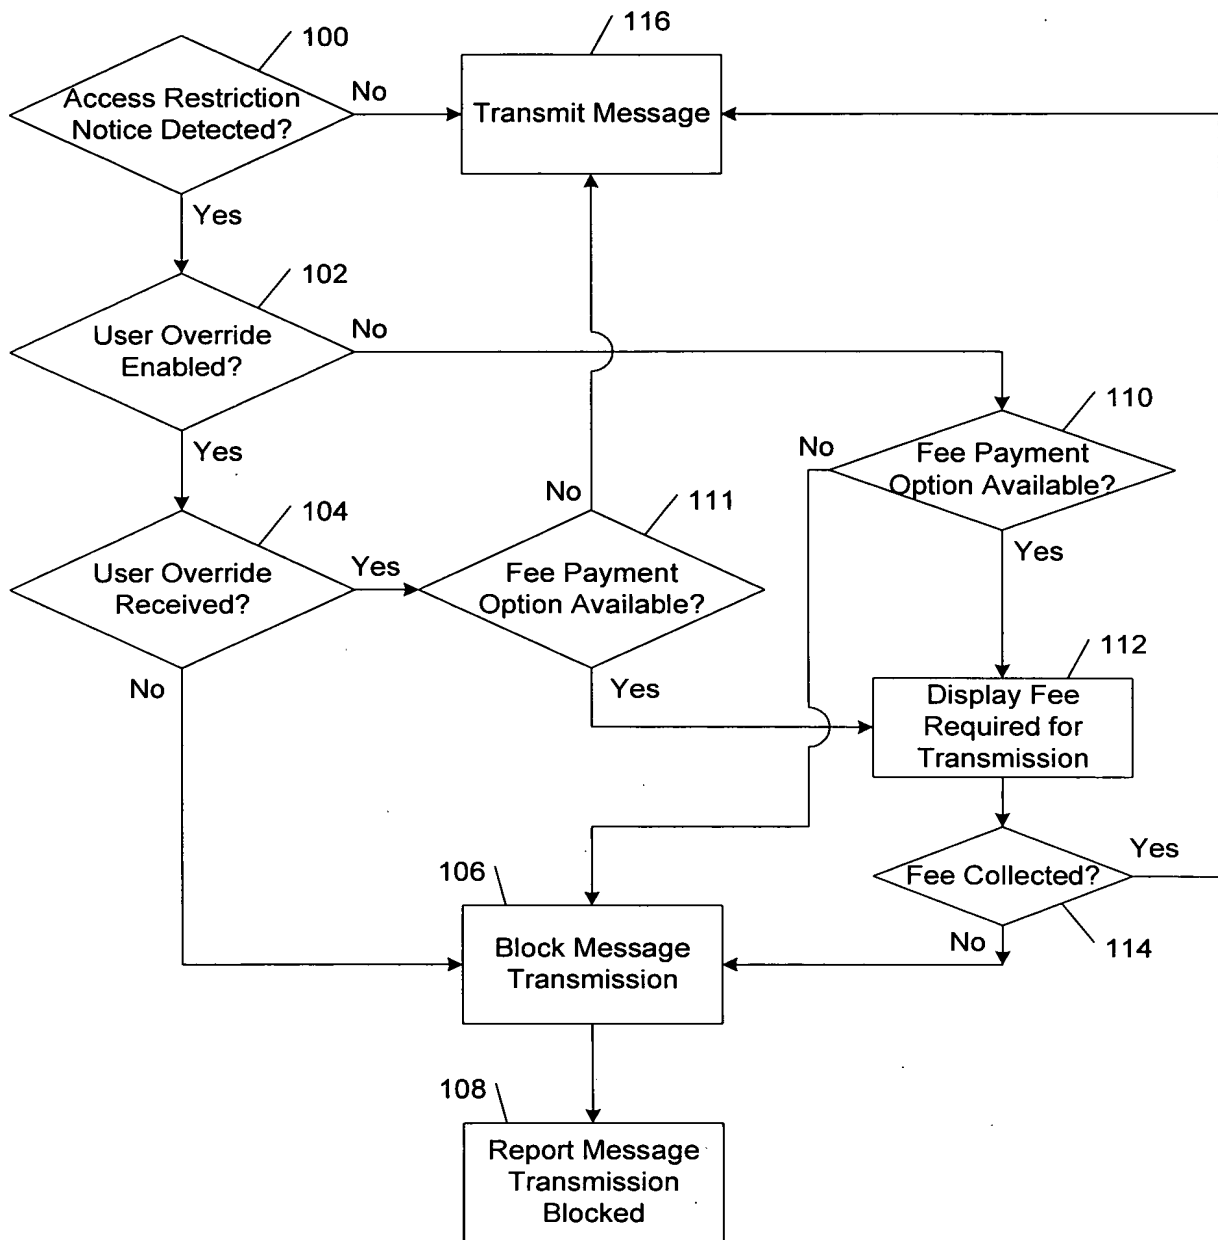 100
116
Access Restriction
Notice Detected?
No
Transmit Message
Yes
102
User Override
Enabled?
No
110
Yes
No
Fee Payment
Option Available?
104
No
111
Yes
User Override
Received?
Yes
Fee Payment
Option Available?
112
No
Yes
Display Fee
Required for
Transmission
106
Fee Collected?
Yes
Block Message
Transmission
No
114
108
Report Message
Transmission
Blocked